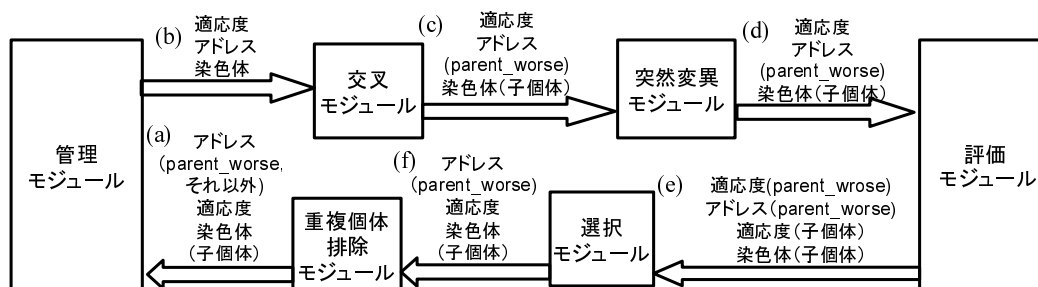 (b)
適応度
アドレス
染色体
交叉
モジュール
(c)
適応度
アドレス
(parent_worse)
染色体(子個体)
突然変異
モジュール
(d)
適応度
アドレス
(parent_worse)
染色体(子個体)
管理
モジュール
(a)
アドレス
(parent_worse,
それ以外)
適応度
染色体
(子個体)
重複個体
排除
モジュール
(f)
アドレス
(parent_worse)
適応度
染色体
(子個体)
選択
モジュール
(e)
適応度(parent_wrose)
アドレス(parent_worse)
適応度(子個体)
染色体(子個体)
評価
モジュール